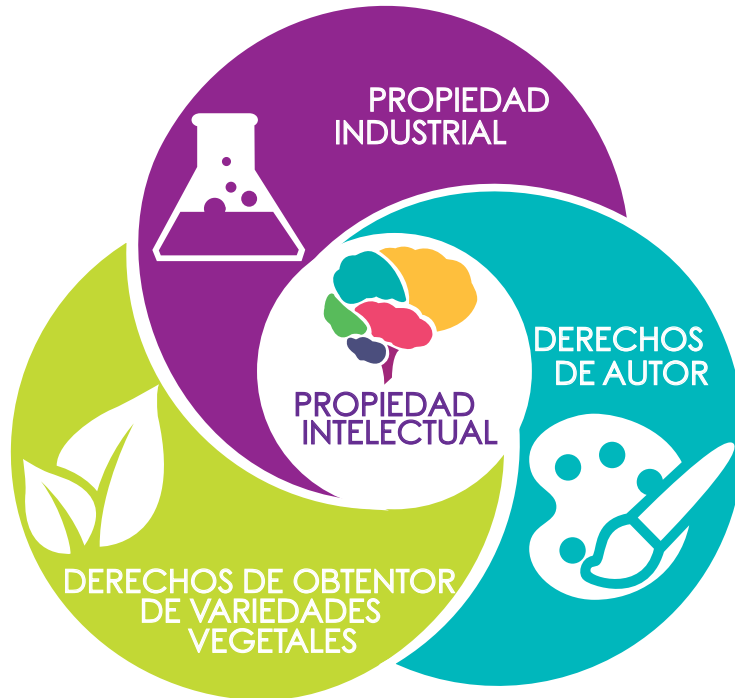 PROPIEDAD
INDUSTRIAL
DERECHOS
DE AUTOR
PROPIEDAD
INTELECTUAL
DERECHOS DE OBTENTOR
DE VARIEDADES
VEGETALES